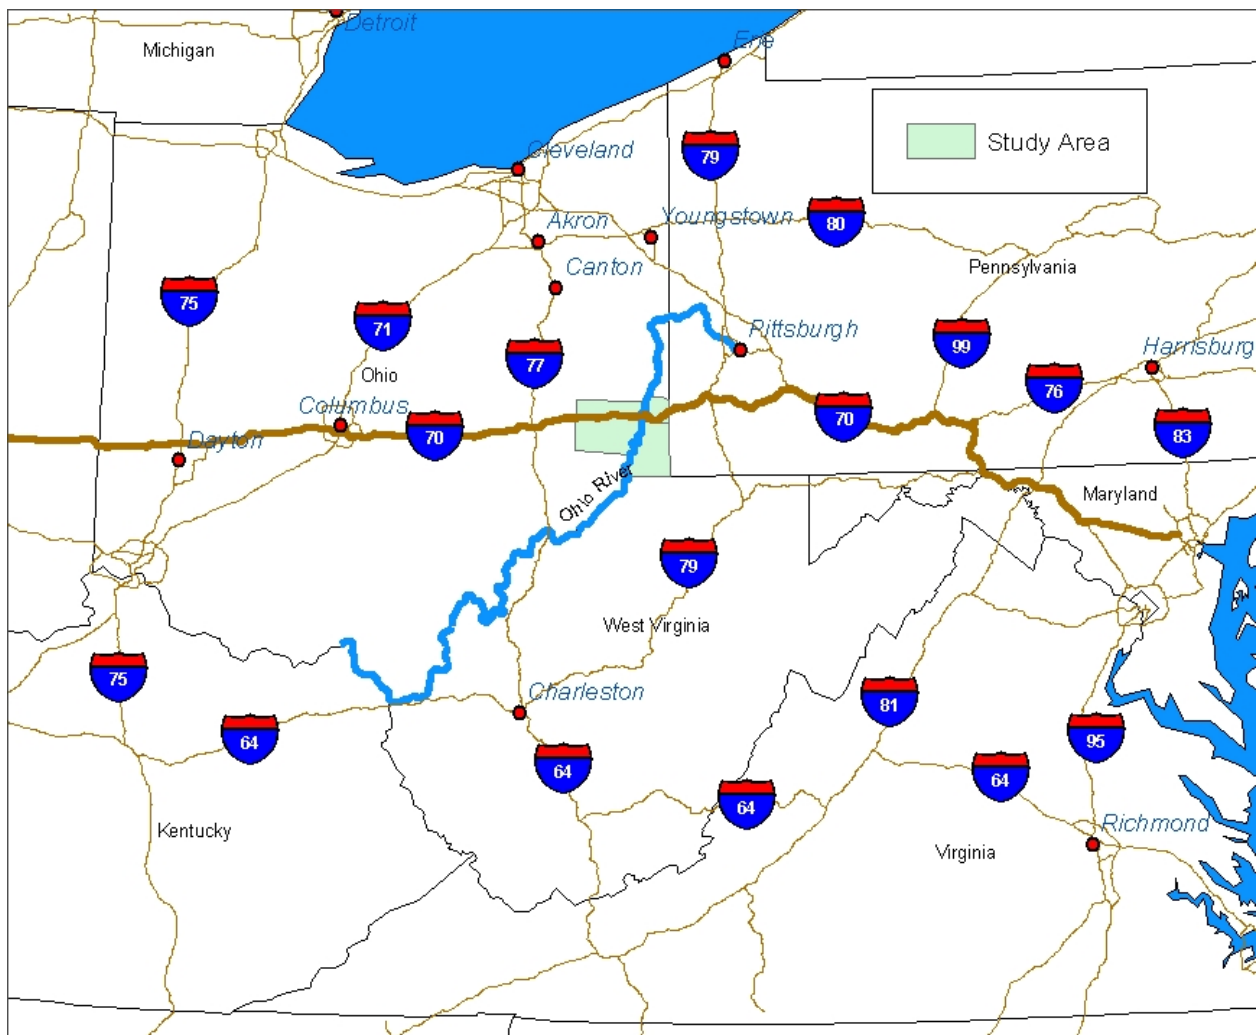 Detroit
Michigan
Erie
Cleveland
79
Study Area
Akron
Youngstown
80
Canton
Pennsylvania
75
71
77
Pittsburgh
99
Harrisburg
Ohio
76
Columbus
70
70
83
Dayton
Ohio River
Maryland
79
West Virginia
75
Charleston
81
64
64
95
64
64
Kentucky
Richmond
Virginia